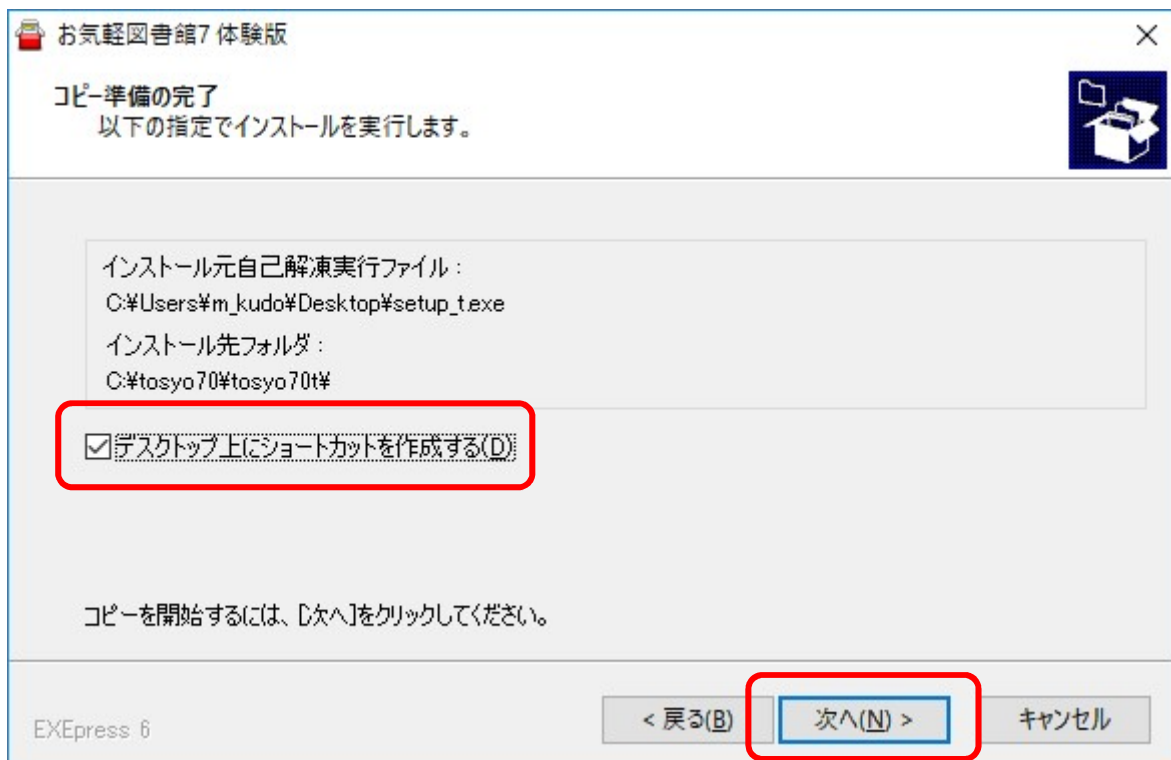 お気軽図書館7 体験版
コピー準備の完了
以下の指定でインストールを実行します。
インストール元自己解凍実行ファイル：
C:¥Users¥m_kudo¥Desktop¥setup_t.exe
インストール先フォルダ：
C:¥tosyo70¥tosyo70t¥
デスクトップ上にショートカットを作成する(D)
コピーを開始するには、[次へ]をクリックしてください。
EXEpress 6
< 戻る(B)
次へ(N) >
キャンセル